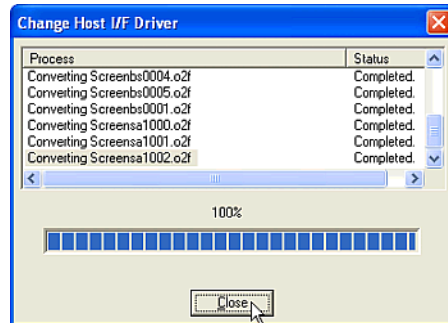 Change Host I/F Driver
Process Status
Converting Screenbs0004.o2f Completed.
Converting Screenbs0005.o2f Completed.
Converting Screenbs0001.o2f Completed.
Converting Screensa1000.o2f Completed.
Converting Screensa1001.o2f Completed.
Converting Screensa1002.o2f Completed.
100%
Close